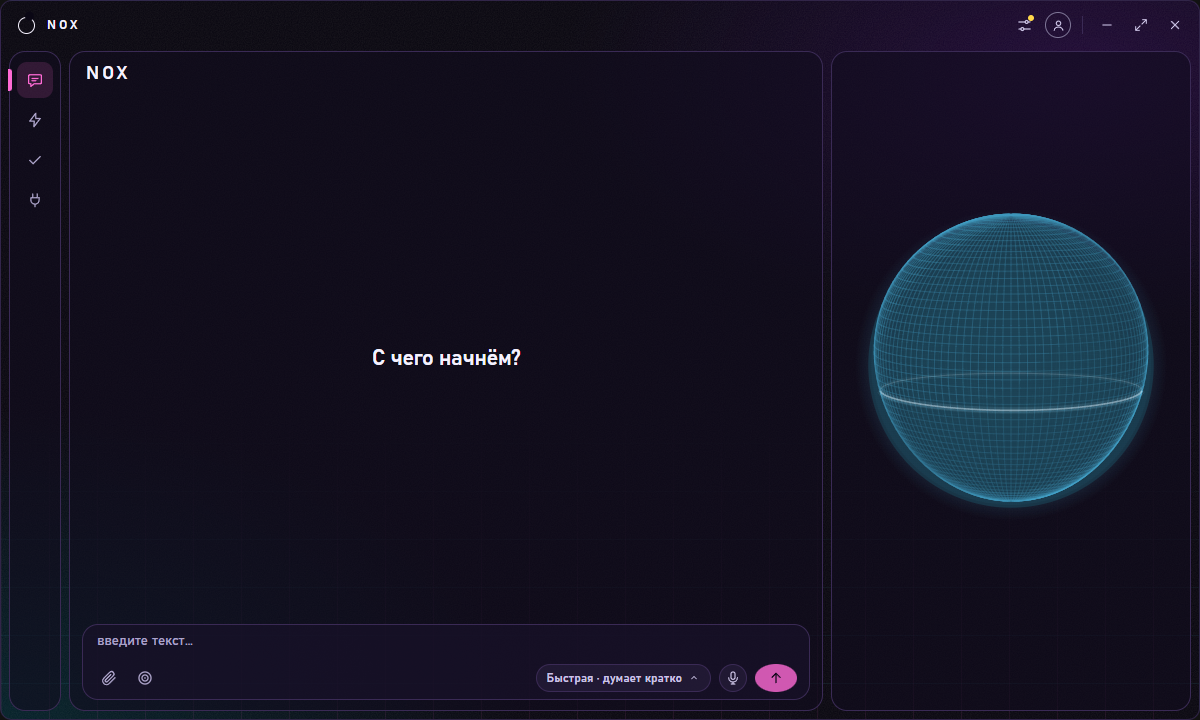 NOX
NOX
С чего начнём?
введите текст...
Быстрая · думает кратко